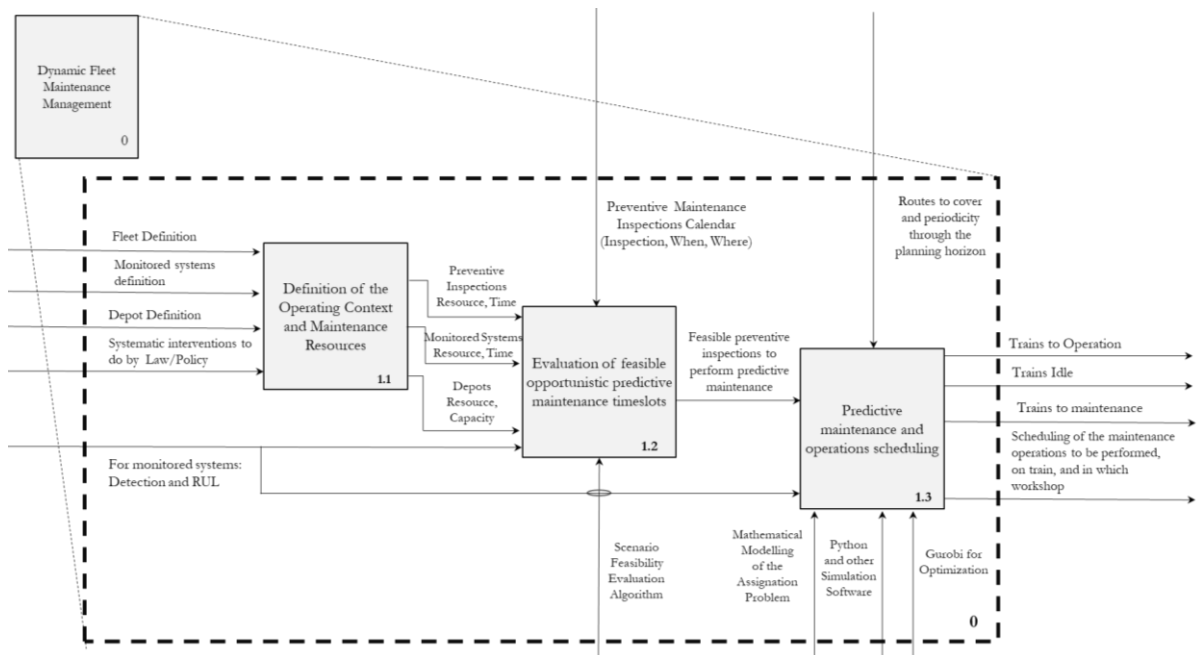 Dynamic Fleet
Maintenance
Management
0
Fleet Definition
Monitored systems
definition
Depot Definition
Systematic interventions to
do by Law/Policy
For monitored systems:
Detection and RUL
Definition of the
Operating Context
and Maintenance
Resources
1.1
Preventive
Inspections
Resource, Time
Monitored Systems
Resource, Time
Depots
Resource,
Capacity
Preventive Maintenance
Inspections Calendar
(Inspection, When, Where)
Evaluation of feasible
opportunistic predictive
maintenance timeslots
1.2
Scenario
Feasibility
Evaluation
Algorithm
Feasible preventive
inspections to
perform predictive
maintenance
Routes to cover
and periodicity
through the
planning horizon
Predictive
maintenance and
operations scheduling
1.3
Mathematical
Modelling
of the
Assignation
Problem
Python
and other
Simulation
Software
Gurobi for
Optimization
Trains to Operation
Trains Idle
Trains to maintenance
Scheduling of the maintenance
operations to be performed,
on train, and in which
workshop
0